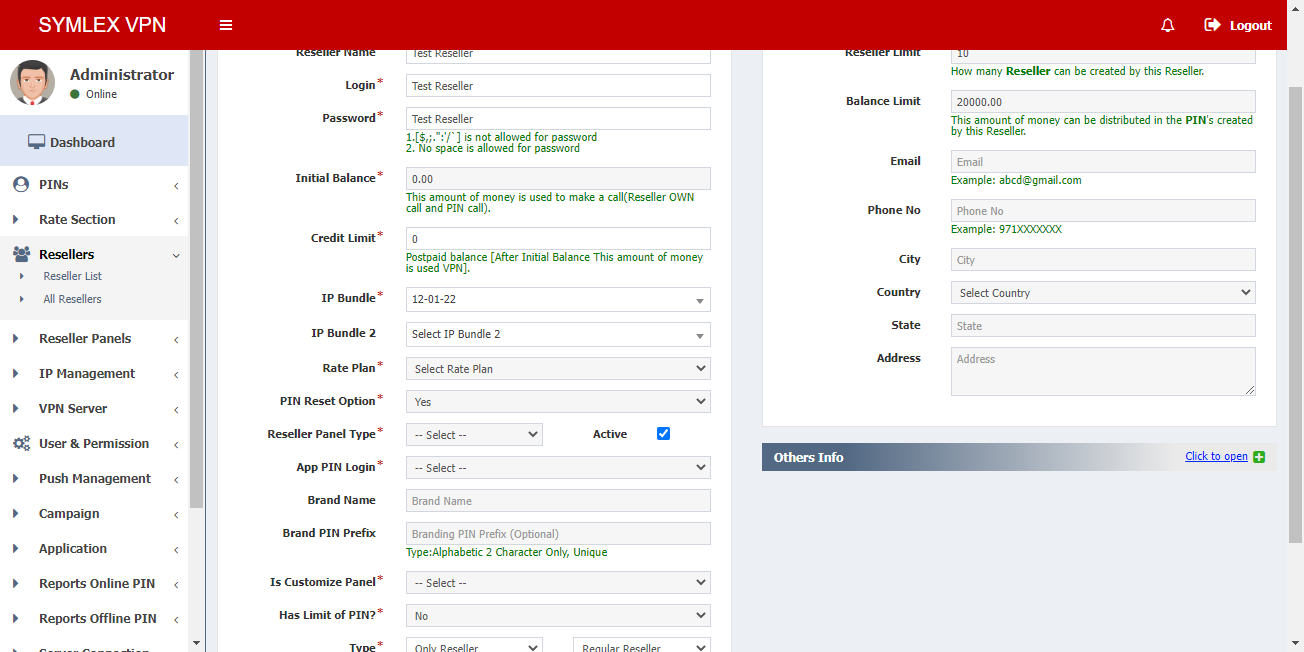 SYMLEX VPN
Logout
Administrator
Online
Dashboard
PINs
Rate Section
Resellers
Reseller List
All Resellers
Reseller Panels
IP Management
VPN Server
User & Permission
Push Management
Campaign
Application
Reports Online PIN
Reports Offline PIN
Server Connection
Reseller Name
Test Reseller
Login*
Test Reseller
Password*
Test Reseller
1.[$,;.":'/`] is not allowed for password
2. No space is allowed for password
Initial Balance*
0.00
This amount of money is used to make a call(Reseller OWN
call and PIN call).
Credit Limit*
0
Postpaid balance [After Initial Balance This amount of money
is used VPN].
IP Bundle*
12-01-22
IP Bundle 2
Select IP Bundle 2
Rate Plan*
Select Rate Plan
PIN Reset Option*
Yes
Reseller Panel Type*
-- Select --
Active
App PIN Login*
-- Select --
Brand Name
Brand Name
Brand PIN Prefix
Branding PIN Prefix (Optional)
Type:Alphabetic 2 Character Only, Unique
Is Customize Panel*
-- Select --
Has Limit of PIN?*
No
Type*
Only Reseller
Regular Reseller
Reseller Limit
10
How many Reseller can be created by this Reseller.
Balance Limit
20000.00
This amount of money can be distributed in the PIN's created
by this Reseller.
Email
Email
Example: abcd@gmail.com
Phone No
Phone No
Example: 971XXXXXXX
City
City
Country
Select Country
State
State
Address
Address
Others Info
Click to open